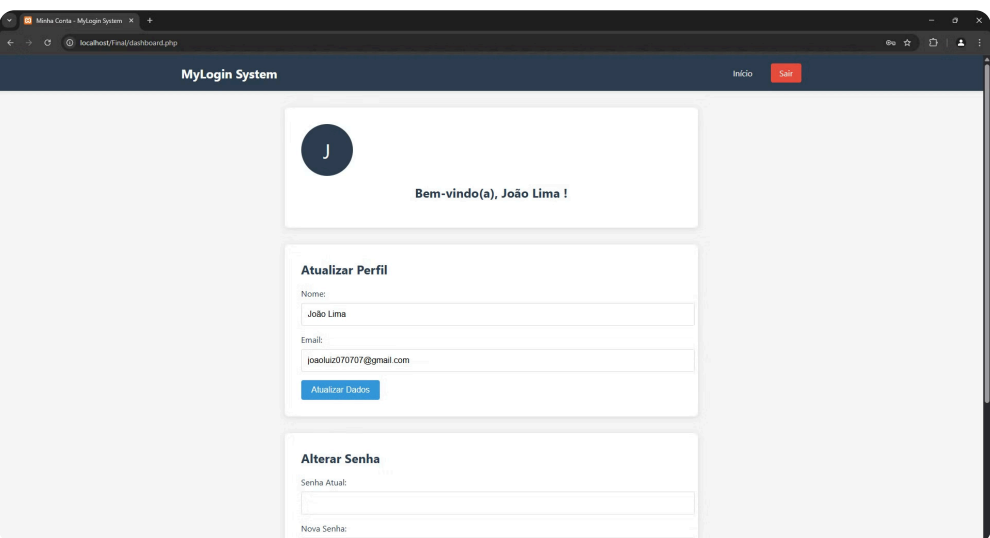 Minha Conta - MyLogin System
localhost/Final/dashboard.php
MyLogin System
Início
Sair
J
Bem-vindo(a), João Lima !
Atualizar Perfil
Nome:
João Lima
Email:
joaoluiz070707@gmail.com
Atualizar Dados
Alterar Senha
Senha Atual:
Nova Senha: